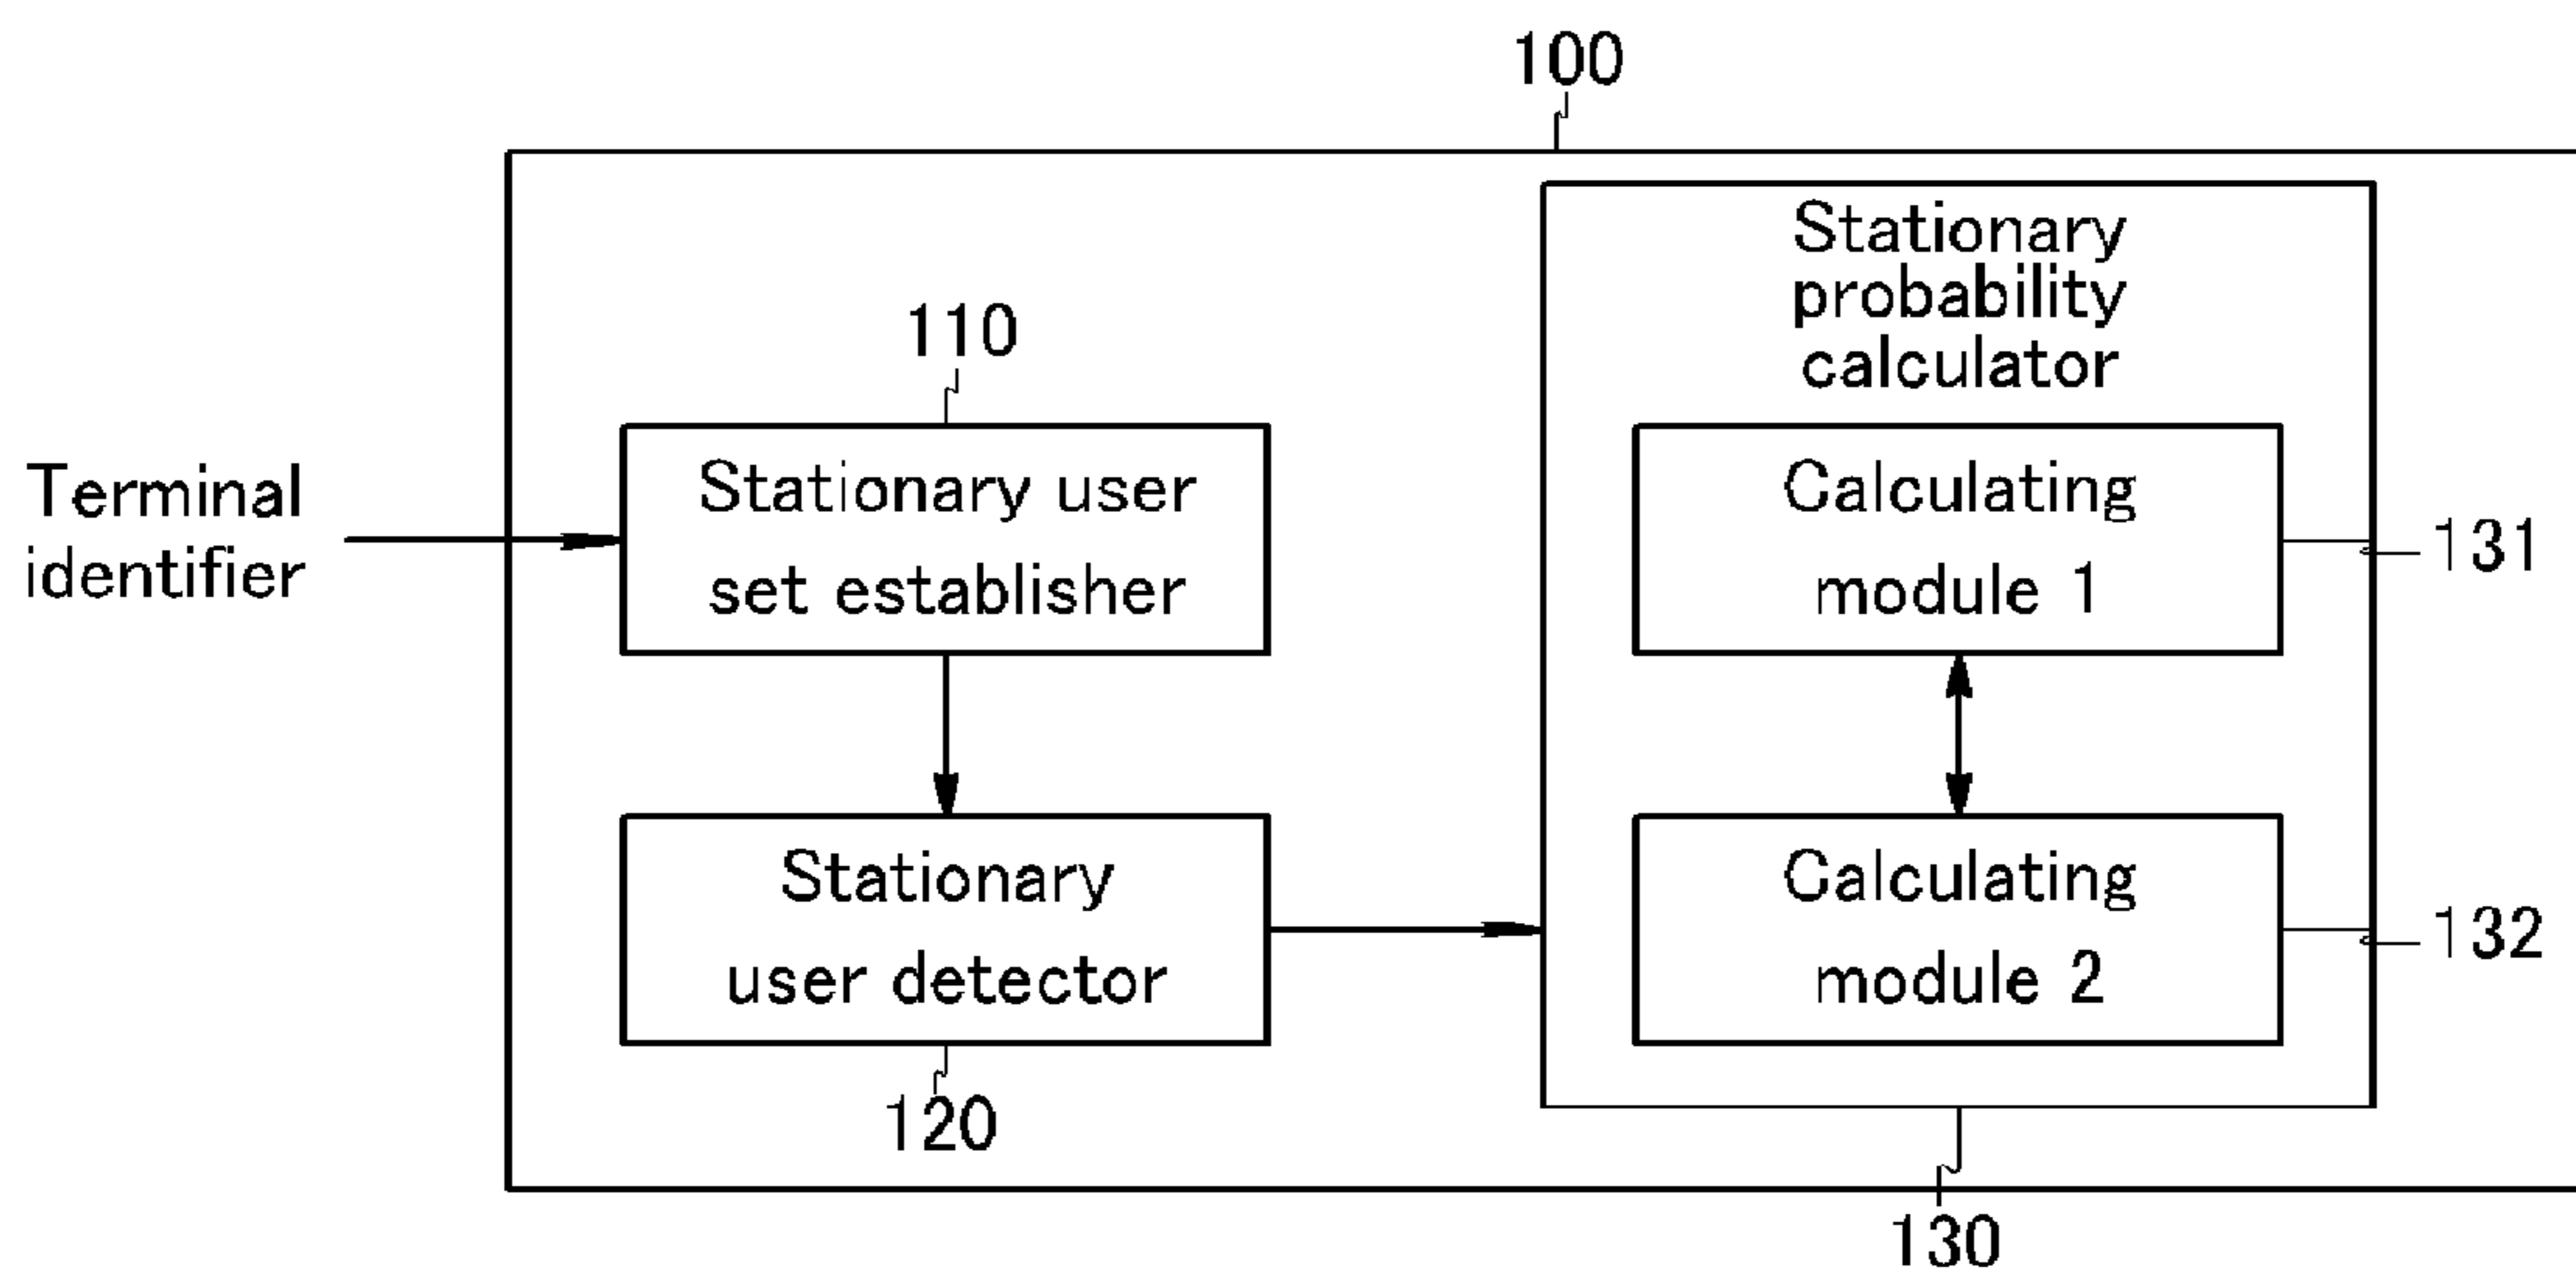 100
Stationary
probability
calculator
110
Terminal
identifier
Stationary user
set establisher
Calculating
module 1
131
Stationary
user detector
Calculating
module 2
132
120
130